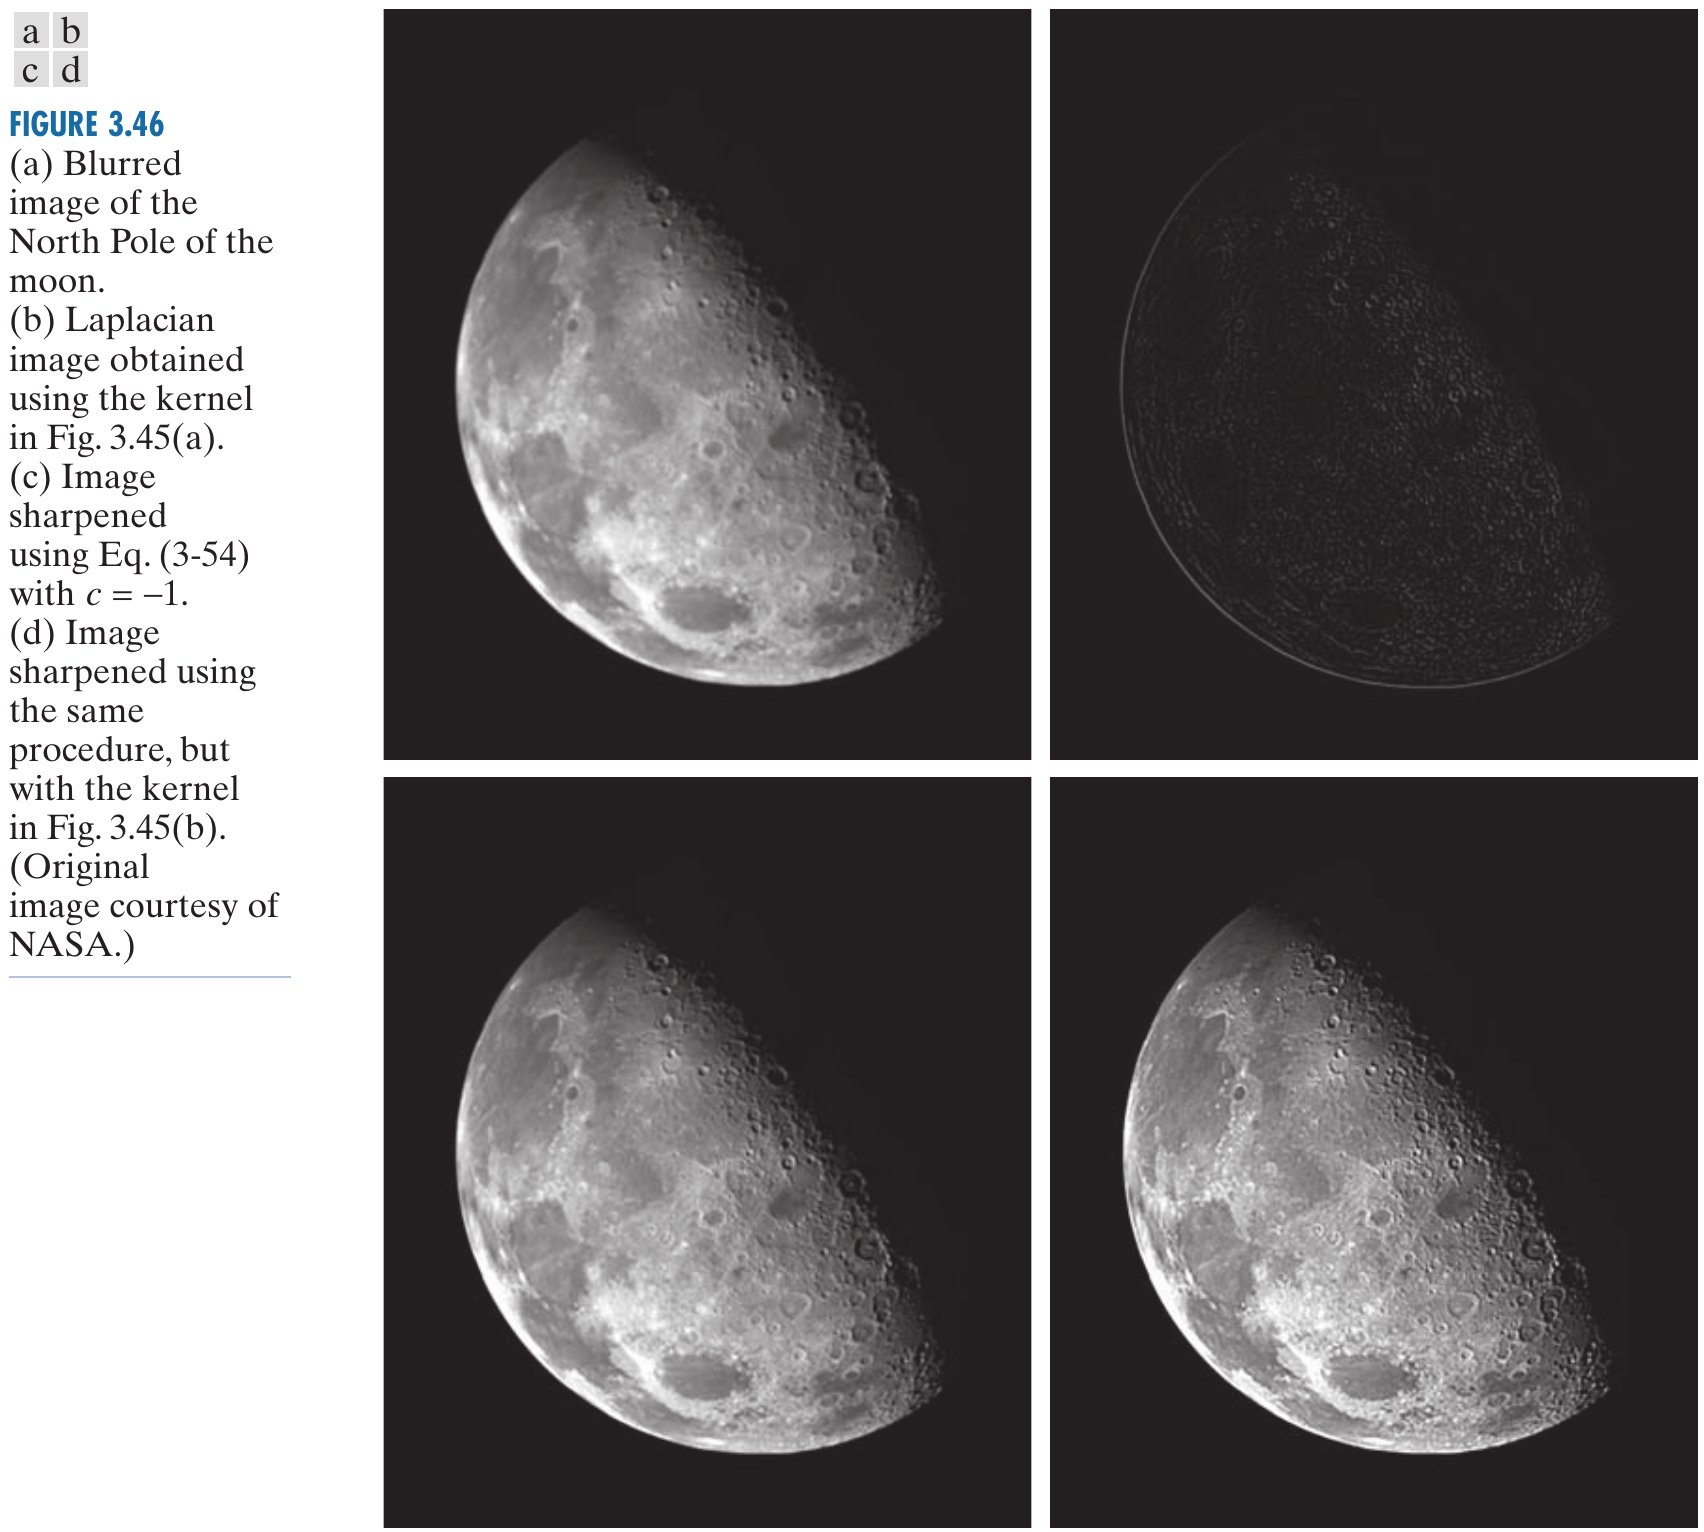 a b
c d
FIGURE 3.46
(a) Blurred
image of the
North Pole of the
moon.
(b) Laplacian
image obtained
using the kernel
in Fig. 3.45(a).
(c) Image
sharpened
using Eq. (3-54)
with c = −1.
(d) Image
sharpened using
the same
procedure, but
with the kernel
in Fig. 3.45(b).
(Original
image courtesy of
NASA.)